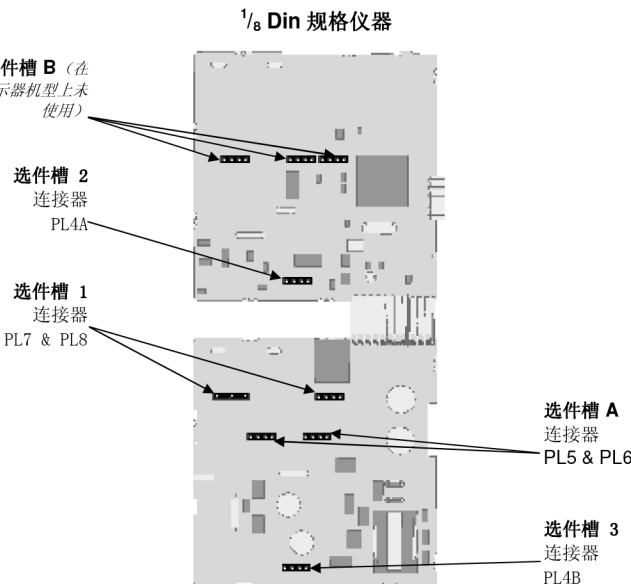 1/8 Din 规格仪器
件槽 B（在
示器机型上未
使用）
选件槽 2
连接器
PL4A
选件槽 1
连接器
PL7 & PL8
选件槽 A
连接器
PL5 & PL6
选件槽 3
连接器
PL4B